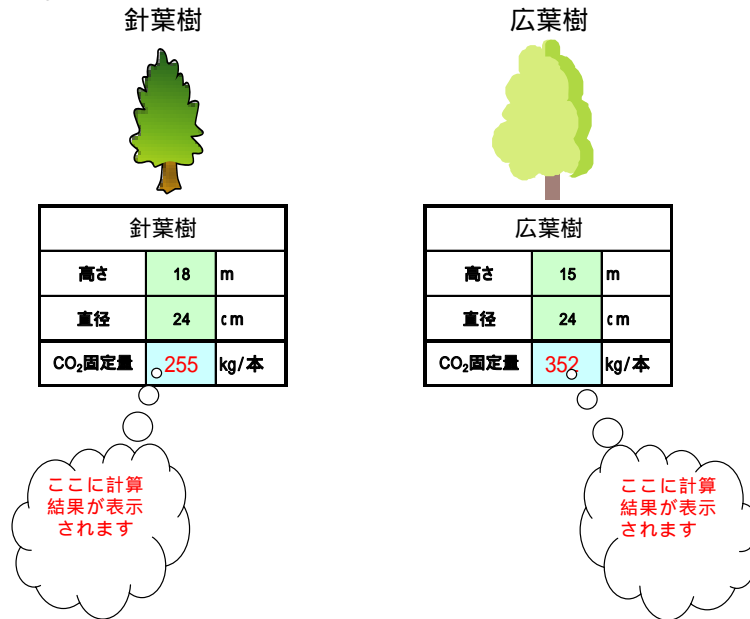 針葉樹
広葉樹
針葉樹
高さ 18 m
直径 24 cm
CO₂固定量 255 kg/本
広葉樹
高さ 15 m
直径 24 cm
CO₂固定量 352 kg/本
ここに計算
結果が表示
されます
ここに計算
結果が表示
されます